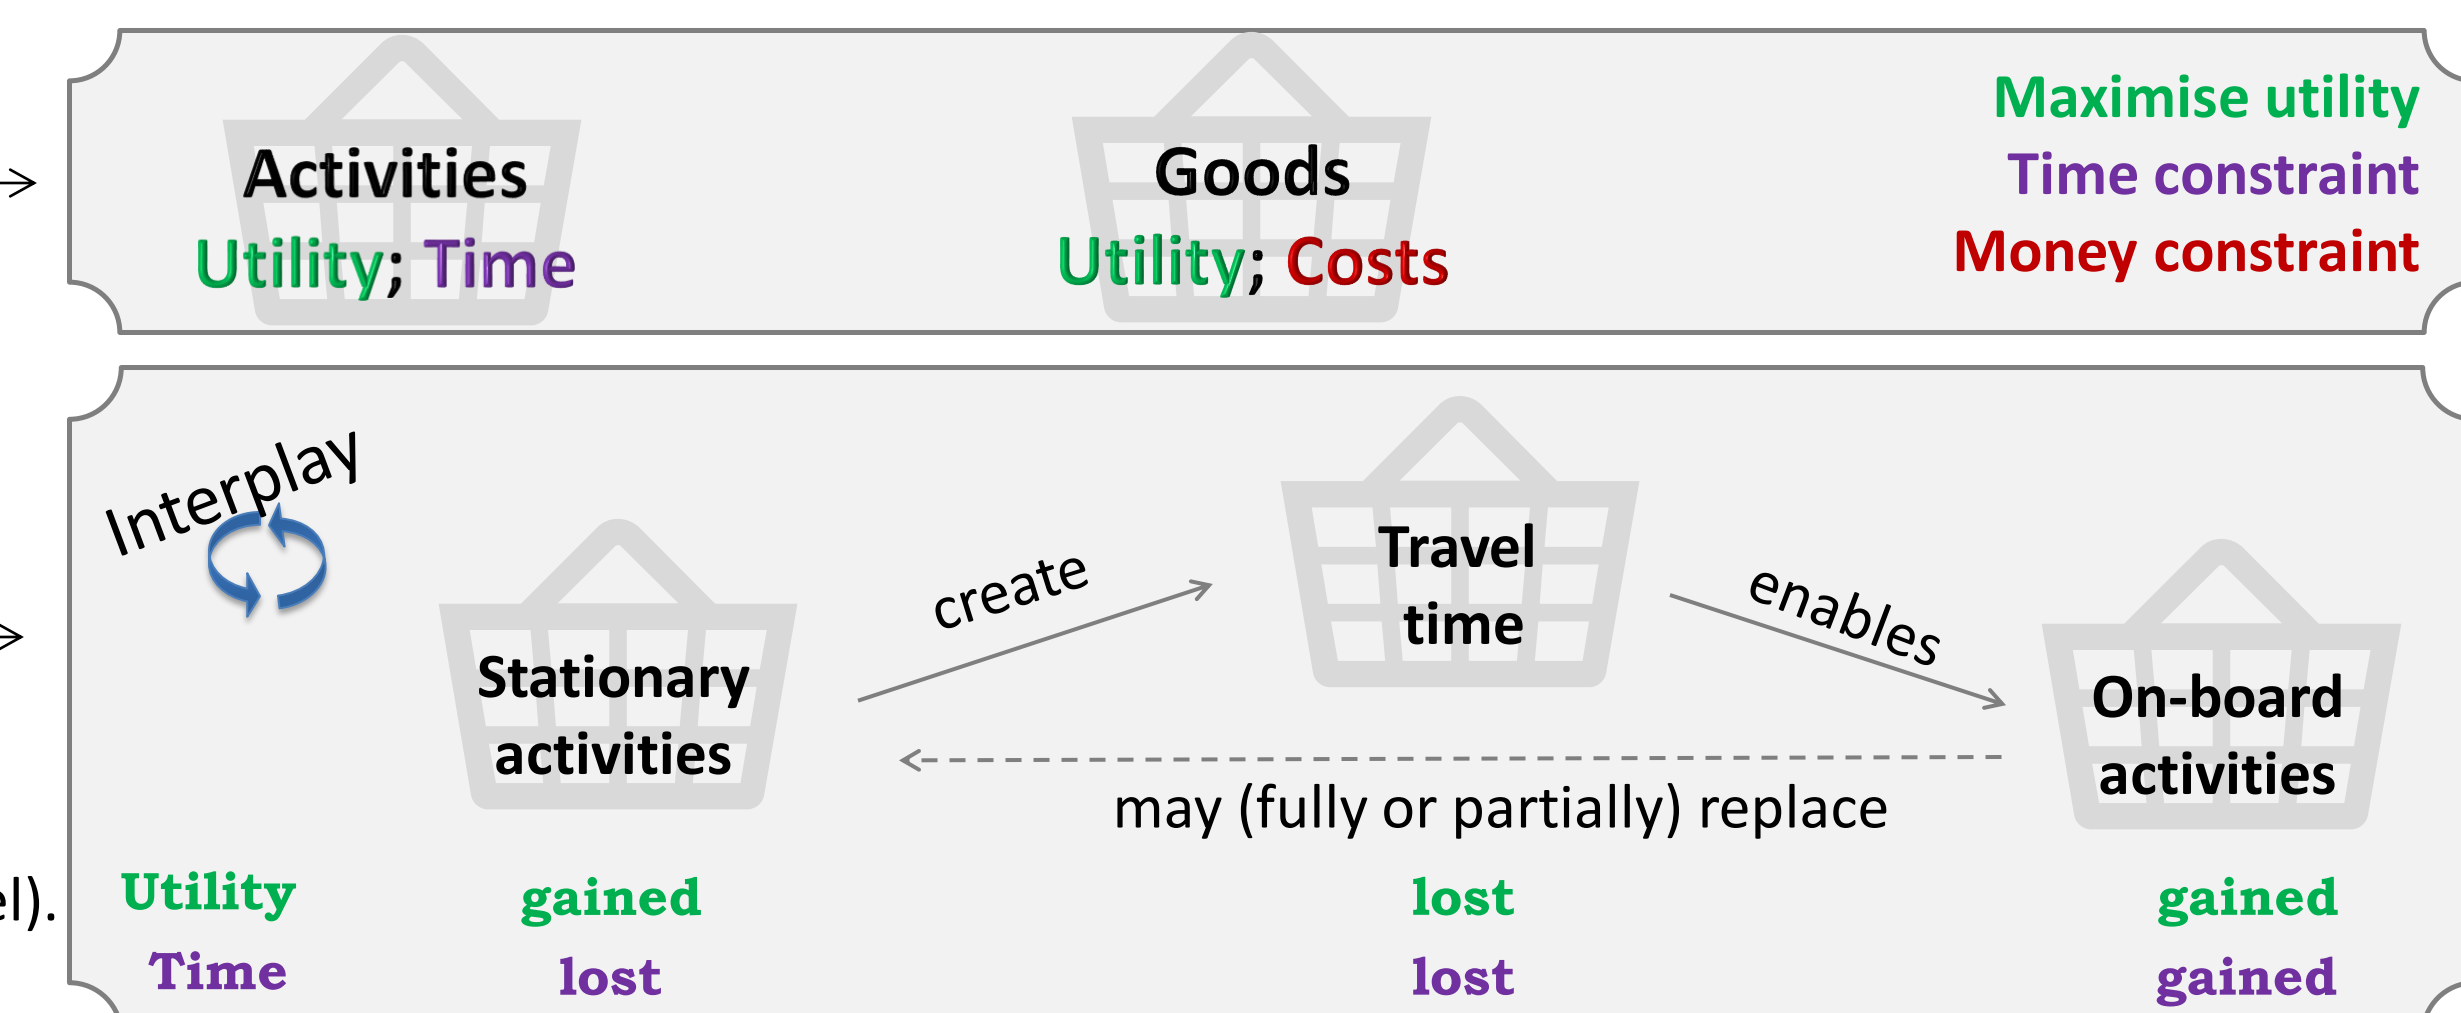 Activities
Utility; Time
Goods
Utility; Costs
Maximise utility
Time constraint
Money constraint
Interplay
Stationary
activities
create
Travel
time
enables
On-board
activities
may (fully or partially) replace
el).
Utility gained lost gained
Time lost lost gained